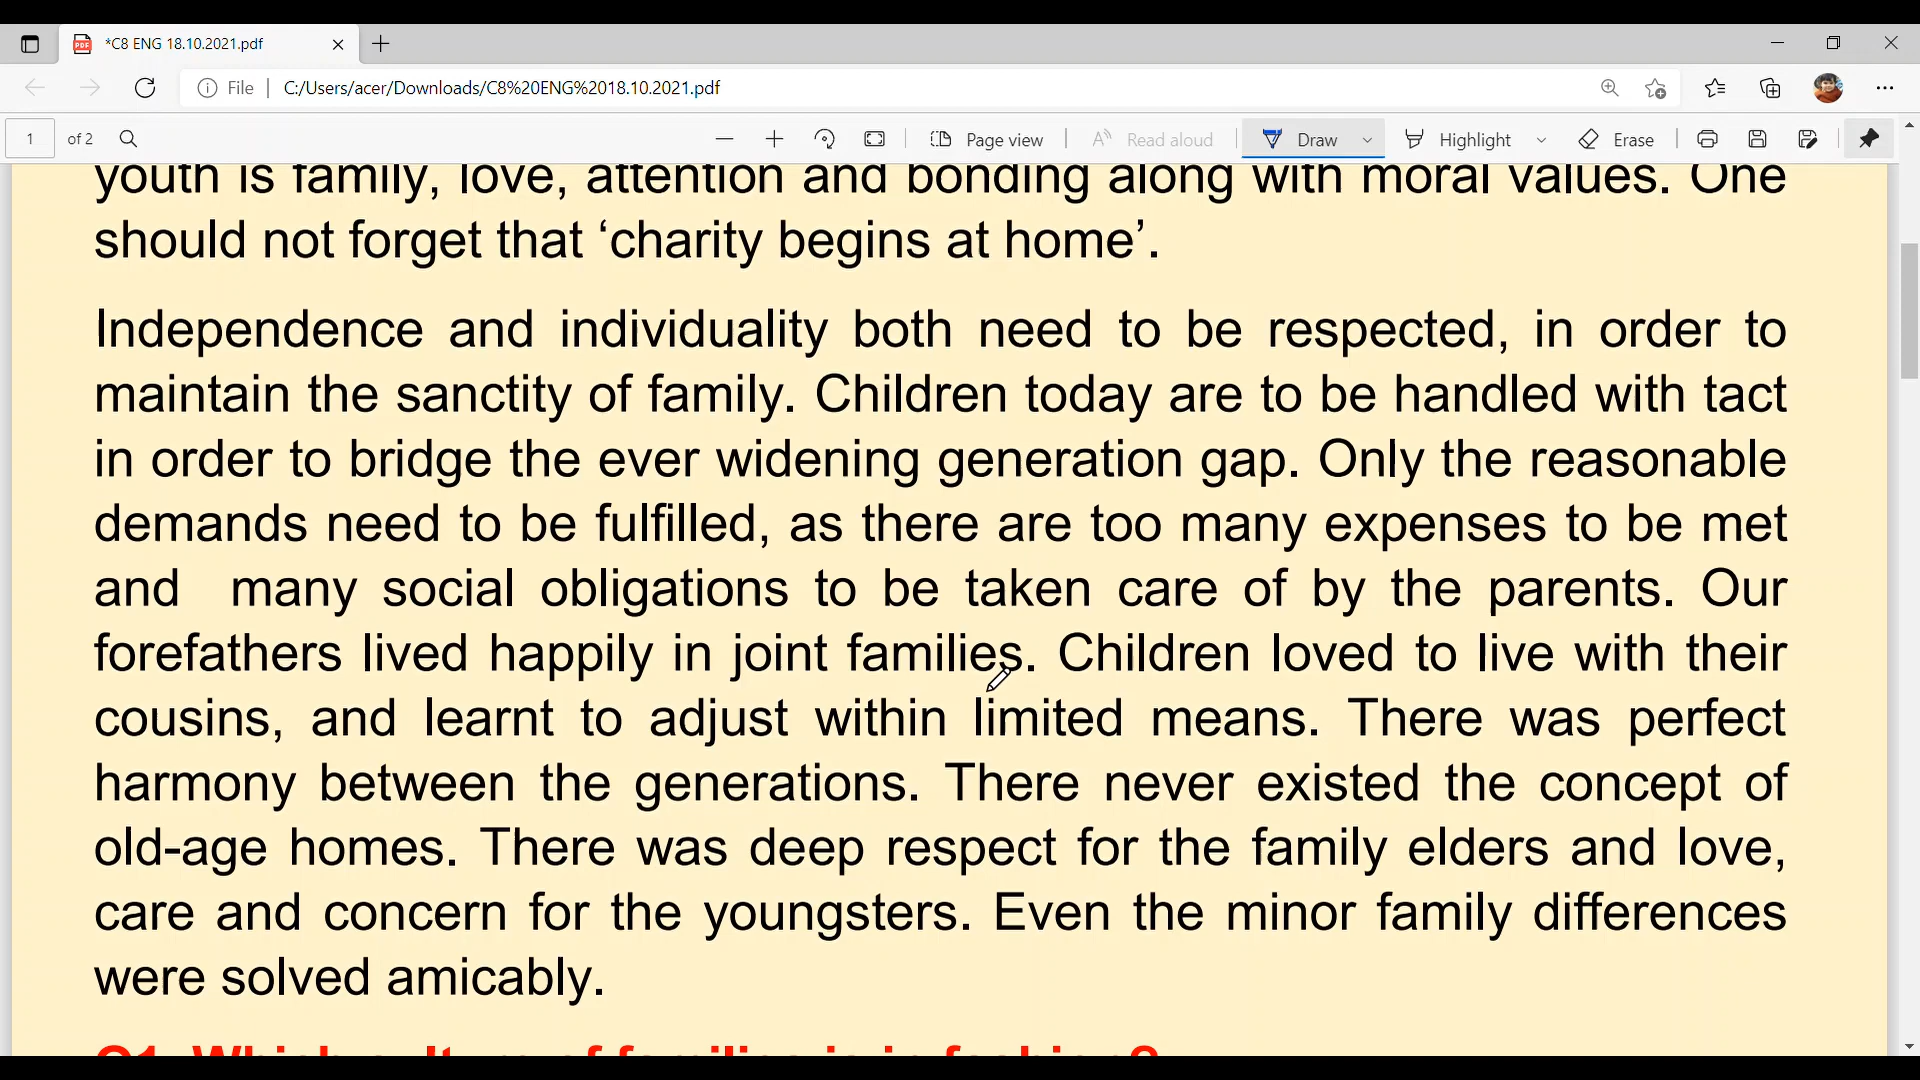 *C8 ENG 18.10.2021.pdf
File
C:/Users/acer/Downloads/C8%20ENG%2018.10.2021.pdf
1 of 2 Page view Read aloud Draw Highlight Erase
youth is family, love, attention and bonding along with moral values. One
should not forget that ‘charity begins at home’.
Independence and individuality both need to be respected, in order to
maintain the sanctity of family. Children today are to be handled with tact
in order to bridge the ever widening generation gap. Only the reasonable
demands need to be fulfilled, as there are too many expenses to be met
and many social obligations to be taken care of by the parents. Our
forefathers lived happily in joint families. Children loved to live with their
cousins, and learnt to adjust within limited means. There was perfect
harmony between the generations. There never existed the concept of
old-age homes. There was deep respect for the family elders and love,
care and concern for the youngsters. Even the minor family differences
were solved amicably.
Q1. Which culture of families is in fashion?